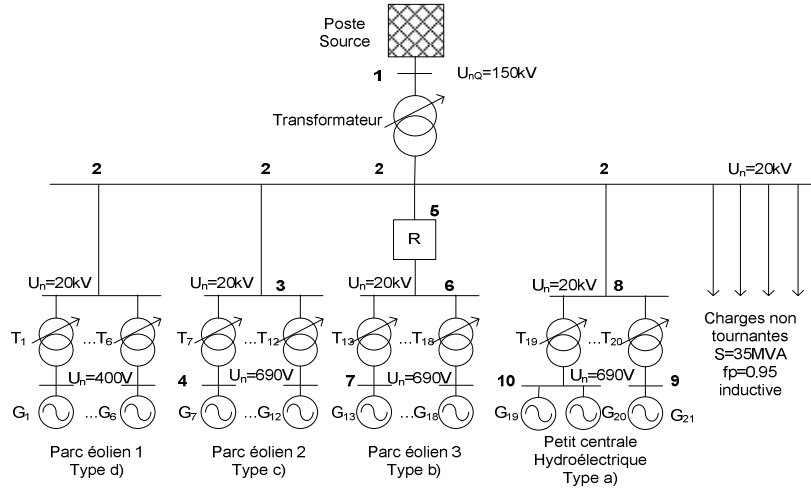 Poste
Source
1
UnQ=150kV
Transformateur
2
2
2
2
Un=20kV
5
R
Un=20kV
Un=20kV
3
Un=20kV
6
Un=20kV
8
T1
...T6
T7
...T12
T13
...T18
T19
...T20
Charges non
tournantes
S=35MVA
fp=0.95
inductive
Un=400V
4
Un=690V
7
Un=690V
10
Un=690V
9
G1
...G6
G7
...G12
G13
...G18
G19
G20
G21
Parc éolien 1
Type d)
Parc éolien 2
Type c)
Parc éolien 3
Type b)
Petit centrale
Hydroélectrique
Type a)